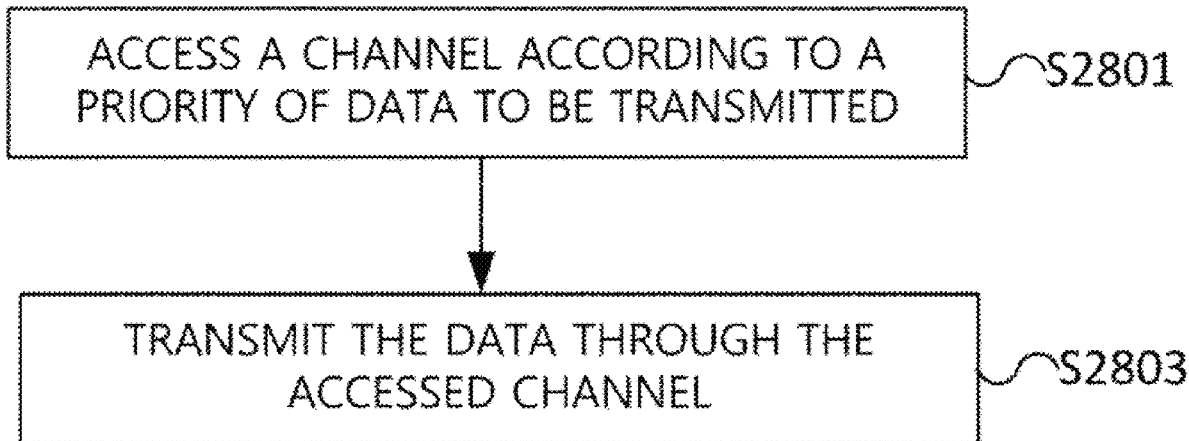 ACCESS A CHANNEL ACCORDING TO A
PRIORITY OF DATA TO BE TRANSMITTED
S2801
TRANSMIT THE DATA THROUGH THE
ACCESSED CHANNEL
S2803